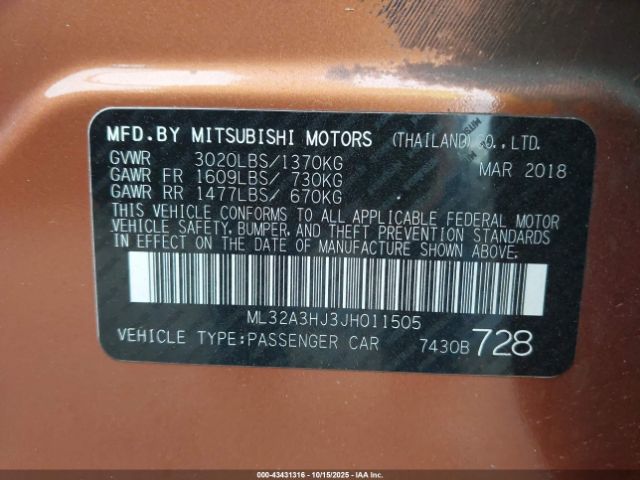 MFD.BY MITSUBISHI MOTORS (THAILAND) CO., LTD.
GVWR 3020LBS/1370KG MAR 2018
GAWR FR 1609LBS/ 730KG
GAWR RR 1477LBS/ 670KG
THIS VEHICLE CONFORMS TO ALL APPLICABLE FEDERAL MOTOR
VEHICLE SAFETY, BUMPER, AND THEFT PREVENTION STANDARDS
IN EFFECT ON THE DATE OF MANUFACTURE SHOWN ABOVE.
ML32A3HJ3JH011505
VEHICLE TYPE:PASSENGER CAR 7430B 728
000-43431316 - 10/15/2025 - IAA, Inc.